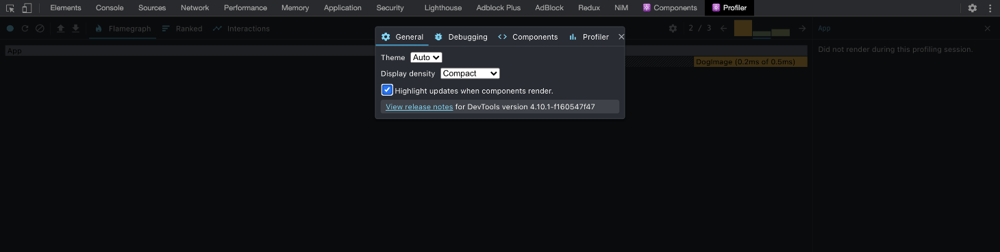 Elements Console Sources Network Performance Memory Application Security Lighthouse Adblock Plus AdBlock Redux NiM Components Profiler
Flamegraph Ranked Interactions 2 / 3 App
General Debugging Components Profiler
App
Did not render during this profiling session.
Theme Auto
DogImage (0.2ms of 0.5ms)
Display density Compact
Highlight updates when components render.
View release notes for DevTools version 4.10.1-f160547f47